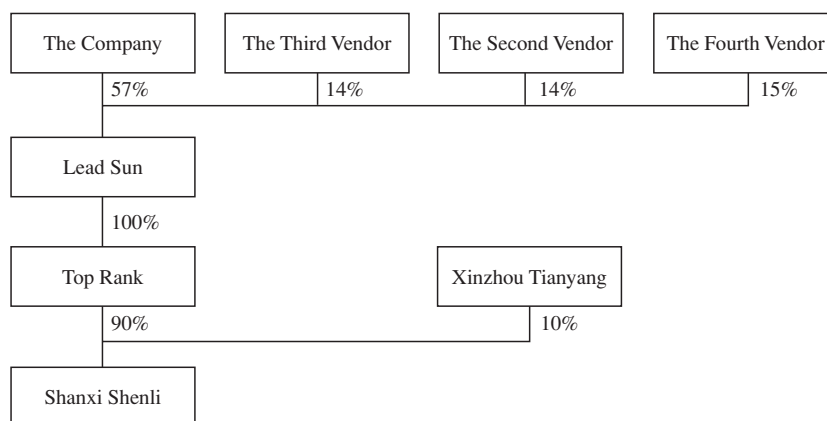 The Company
The Third Vendor
The Second Vendor
The Fourth Vendor
57%
14%
14%
15%
Lead Sun
100%
Top Rank
Xinzhou Tianyang
90%
10%
Shanxi Shenli